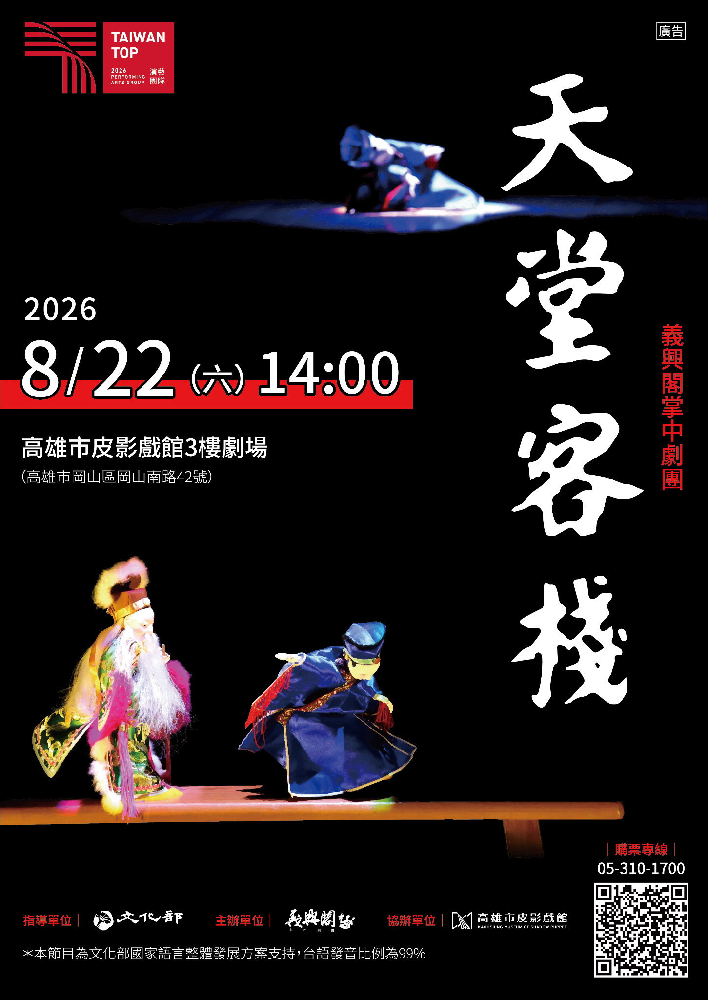 TAIWAN
TOP
2026
PERFORMING
ARTS GROUP
演藝
團隊
廣告
天堂客棧
義興閣掌中劇團
2026
8/22(六)14:00
高雄市皮影戲館3樓劇場
(高雄市岡山區岡山南路42號)
|購票專線|
05-310-1700
指導單位| 文化部
主辦單位| 義興閣
掌中劇團
協辦單位| 高雄市皮影戲館
KAOHSIUNG MUSEUM OF SHADOW PUPPET
＊本節目為文化部國家語言整體發展方案支持,台語發音比例為99%